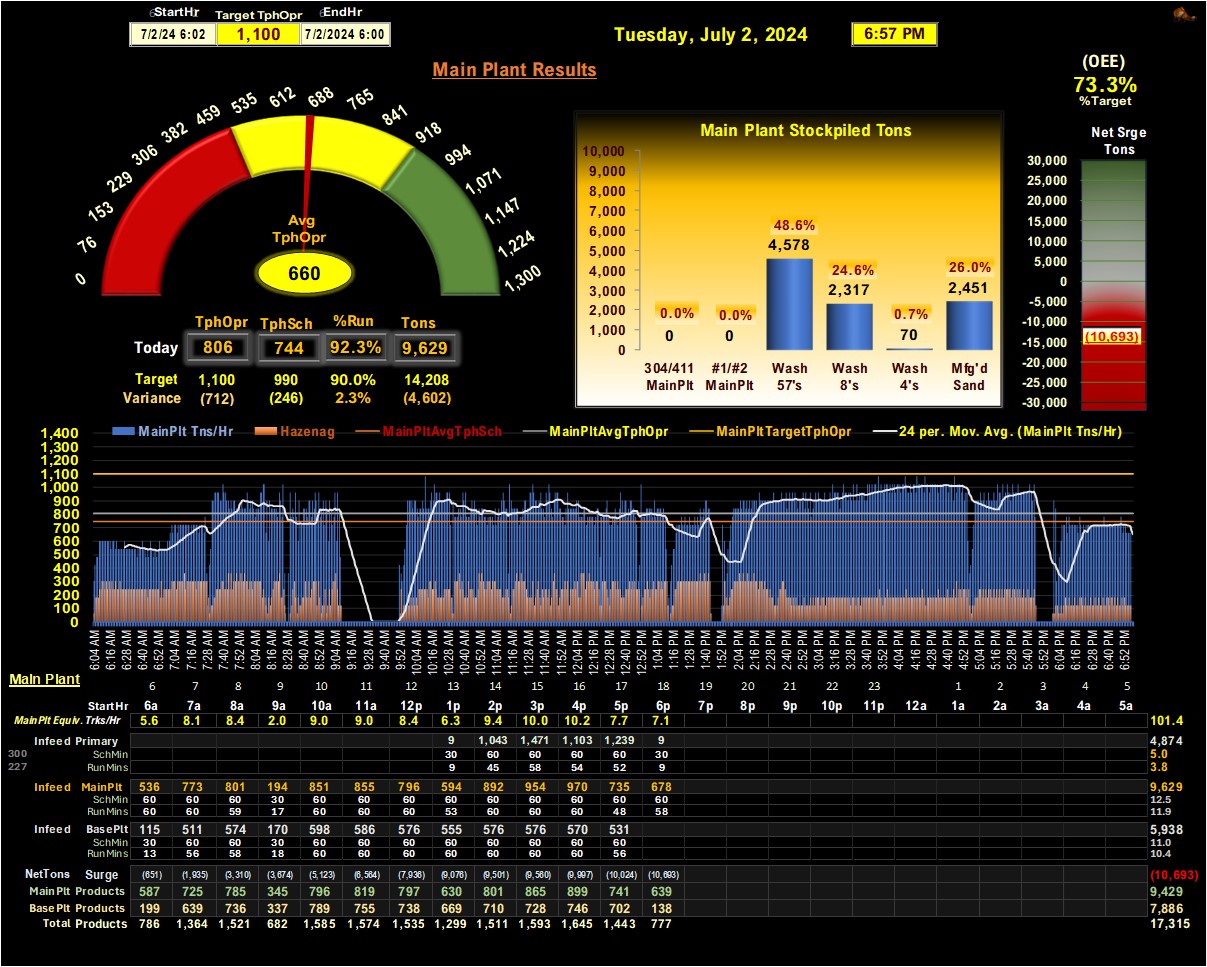 StartHr Target TphOpr EndHr
7/2/24 6:02 1,100 7/2/2024 6:00
Tuesday, July 2, 2024 6:57 PM
Main Plant Results
(OEE)
73.3%
%Target
0 76 153 229 306 382 459 535 612 688 765 841 918 994 1,071 1,147 1,224 1,300
Avg
TphOpr
660
TphOpr TphSch %Run Tons
Today 806 744 92.3% 9,629
Target 1,100 990 90.0% 14,208
Variance (712) (246) 2.3% (4,602)
Main Plant Stockpiled Tons
10,000
9,000
8,000
7,000
6,000
5,000
4,000
3,000
2,000
1,000
0
0.0% 0.0% 48.6% 24.6% 0.7% 26.0%
0 0 4,578 2,317 70 2,451
304/411 #1/#2 Wash Wash Wash Mfg'd
MainPlt MainPlt 57's 8's 4's Sand
Net Srge
Tons
30,000
25,000
20,000
15,000
10,000
5,000
0
-5,000
-10,000
(10,693)
-15,000
-20,000
-25,000
-30,000
MainPlt Tns/Hr Hazenag MainPltAvgTphSch MainPltAvgTphOpr MainPltTargetTphOpr 24 per. Mov. Avg. (MainPlt Tns/Hr)
1,400
1,300
1,200
1,100
1,000
900
800
700
600
500
400
300
200
100
0
6:04 AM 6:16 AM 6:28 AM 6:40 AM 6:52 AM 7:04 AM 7:16 AM 7:28 AM 7:40 AM 7:52 AM 8:04 AM 8:16 AM 8:28 AM 8:40 AM 8:52 AM 9:04 AM 9:16 AM 9:28 AM 9:40 AM 9:52 AM 10:04 AM 10:16 AM 10:28 AM 10:40 AM 10:52 AM 11:04 AM 11:16 AM 11:28 AM 11:40 AM 11:52 AM 12:04 PM 12:16 PM 12:28 PM 12:40 PM 12:52 PM 1:04 PM 1:16 PM 1:28 PM 1:40 PM 1:52 PM 2:04 PM 2:16 PM 2:28 PM 2:40 PM 2:52 PM 3:04 PM 3:16 PM 3:28 PM 3:40 PM 3:52 PM 4:04 PM 4:16 PM 4:28 PM 4:40 PM 4:52 PM 5:04 PM 5:16 PM 5:28 PM 5:40 PM 5:52 PM 6:04 PM 6:16 PM 6:28 PM 6:40 PM 6:52 PM
Main Plant
6 7 8 9 10 11 12 13 14 15 16 17 18 19 20 21 22 23 1 2 3 4 5
StartHr 6a 7a 8a 9a 10a 11a 12p 1p 2p 3p 4p 5p 6p 7p 8p 9p 10p 11p 12a 1a 2a 3a 4a 5a
MainPlt Equiv. Trks/Hr 5.6 8.1 8.4 2.0 9.0 9.0 8.4 6.3 9.4 10.0 10.2 7.7 7.1 101.4
Infeed Primary 9 1,043 1,471 1,103 1,239 9 4,874
300 SchMin 30 60 60 60 60 30 5.0
227 RunMins 9 45 58 54 52 9 3.8
Infeed MainPlt 536 773 801 194 851 855 796 594 892 954 970 735 678 9,629
SchMin 60 60 60 30 60 60 60 60 60 60 60 60 60 12.5
RunMins 60 60 59 17 60 60 60 53 60 60 60 48 58 11.9
Infeed BasePlt 115 511 574 170 598 586 576 555 576 576 570 531 5,938
SchMin 30 60 60 30 60 60 60 60 60 60 60 60 11.0
RunMins 13 56 58 18 60 60 60 60 60 60 60 56 10.4
NetTons Surge (651) (1,935) (3,310) (3,674) (5,123) (6,564) (7,936) (9,076) (9,501) (9,560) (9,997) (10,024) (10,693) (10,693)
MainPlt Products 587 725 785 345 796 819 797 630 801 865 899 741 639 9,429
BasePlt Products 199 639 736 337 789 755 738 669 710 728 746 702 138 7,886
Total Products 786 1,364 1,521 682 1,585 1,574 1,535 1,299 1,511 1,593 1,645 1,443 777 17,315